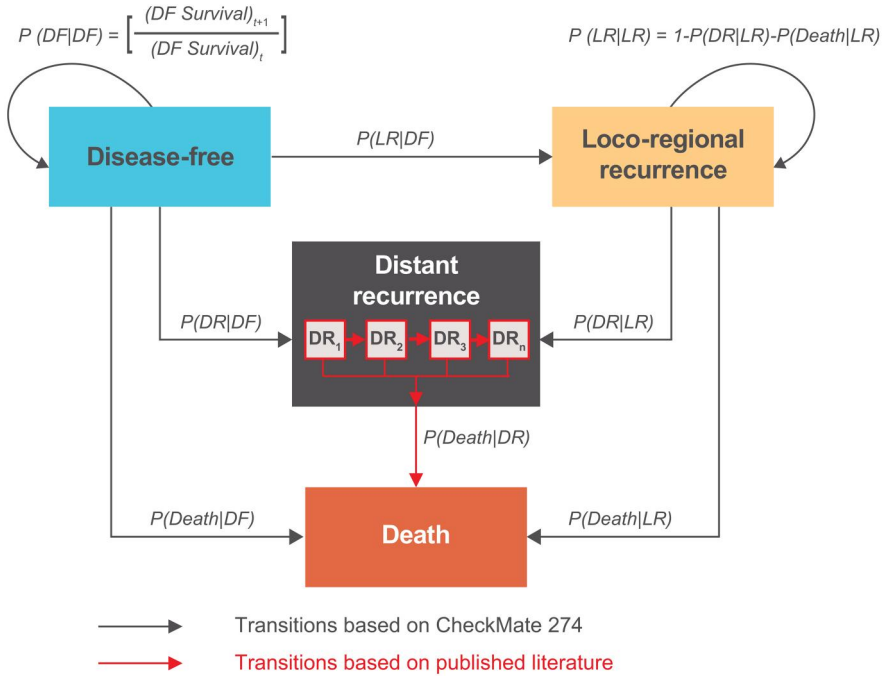 P (DF|DF) = [ (DF Survival)t+1 / (DF Survival)t ]
P (LR|LR) = 1-P(DR|LR)-P(Death|LR)
Disease-free
P(LR|DF)
Loco-regional
recurrence
Distant
recurrence
P(DR|DF)
DR1
DR2
DR3
DRn
P(DR|LR)
P(Death|DR)
P(Death|DF)
Death
P(Death|LR)
Transitions based on CheckMate 274
Transitions based on published literature